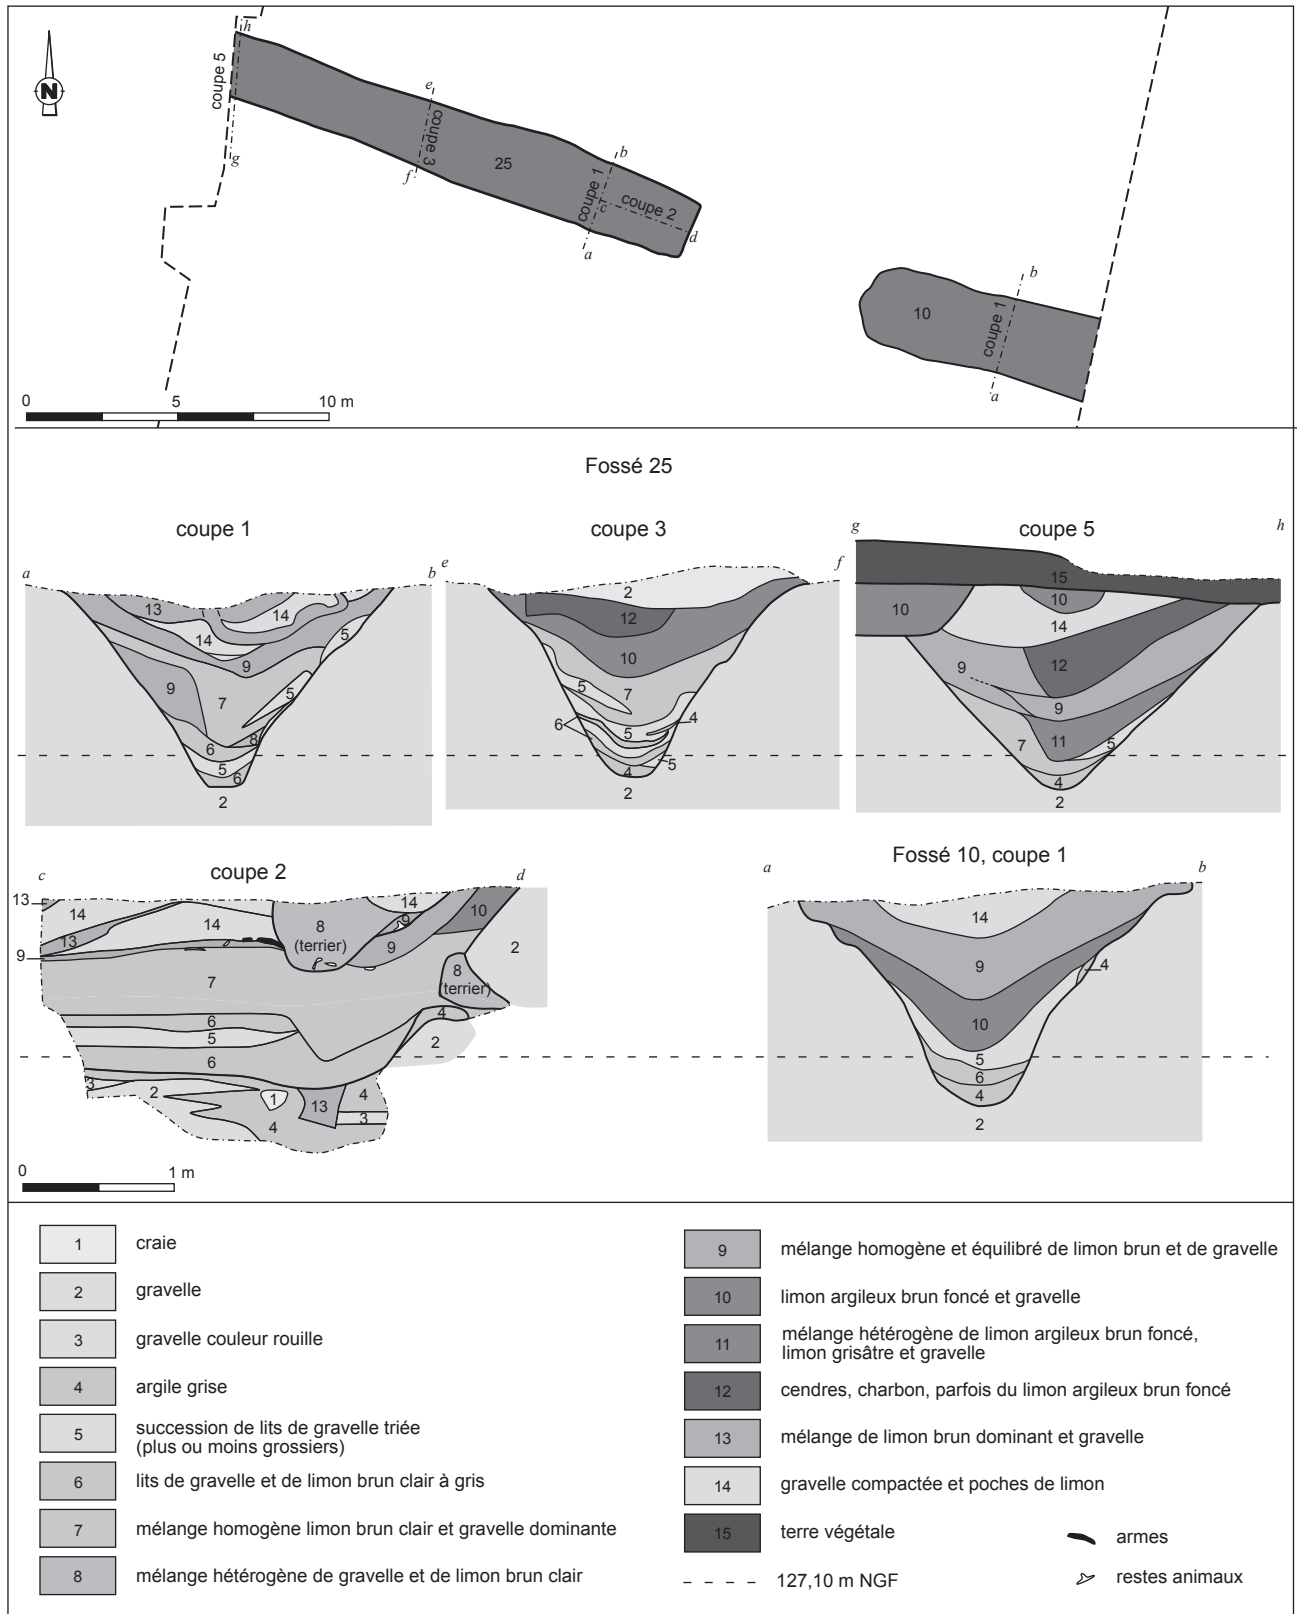 h
coupe 5
N
g
e
coupe 3
f
25
b
coupe 1
c
coupe 2
a
d
10
b
coupe 1
a
0 5 10 m
Fossé 25
coupe 1
coupe 3
coupe 5
a
b
e
f
g
h
13
14
14
5
9
9
7
5
6
8
5
6
2
2
12
10
5
7
4
6
5
5
4
2
15
10
10
14
12
9
9
7
11
5
4
2
coupe 2
c
d
13
14
13
9
14
8
(terrier)
14
9
9
10
2
7
8
(terrier)
4
2
6
5
6
3
2
1
13
4
3
4
0 1 m
Fossé 10, coupe 1
a
b
14
9
4
10
5
6
4
2
1 craie
2 gravelle
3 gravelle couleur rouille
4 argile grise
5 succession de lits de gravelle triée
(plus ou moins grossiers)
6 lits de gravelle et de limon brun clair à gris
7 mélange homogène limon brun clair et gravelle dominante
8 mélange hétérogène de gravelle et de limon brun clair
9 mélange homogène et équilibré de limon brun et de gravelle
10 limon argileux brun foncé et gravelle
11 mélange hétérogène de limon argileux brun foncé,
limon grisâtre et gravelle
12 cendres, charbon, parfois du limon argileux brun foncé
13 mélange de limon brun dominant et gravelle
14 gravelle compactée et poches de limon
15 terre végétale
127,10 m NGF
armes
restes animaux